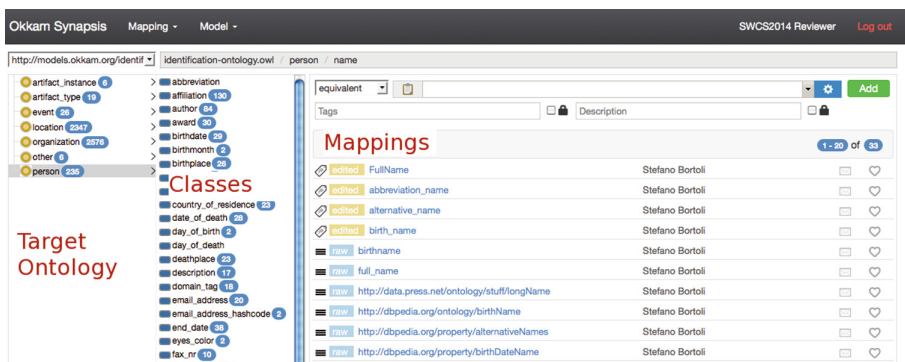 Okkam Synapsis Mapping Model SWCS2014 Reviewer Log out
http://models.okkam.org/identif identification-ontology.owl / person / name
artifact_instance 6
artifact_type 19
event 26
location 2347
organization 2576
other 6
person 235
Target
Ontology
abbreviation
affiliation 130
author 84
award 30
birthdate 29
birthmonth 2
birthplace 26
Classes
country_of_residence 23
date_of_death 28
day_of_birth 2
day_of_death
deathplace 23
description 17
domain_tag 18
email_address 20
email_address_hashcode 2
end_date 38
eyes_color 2
fax_nr 10
equivalent Add
Tags Description
Mappings 1 - 20 of 33
edited FullName Stefano Bortoli
edited abbreviation_name Stefano Bortoli
edited alternative_name Stefano Bortoli
edited birth_name Stefano Bortoli
raw birthname Stefano Bortoli
raw full_name Stefano Bortoli
raw http://data.press.net/ontology/stuff/longName Stefano Bortoli
raw http://dbpedia.org/ontology/birthName Stefano Bortoli
raw http://dbpedia.org/property/alternativeNames Stefano Bortoli
raw http://dbpedia.org/property/birthDateName Stefano Bortoli